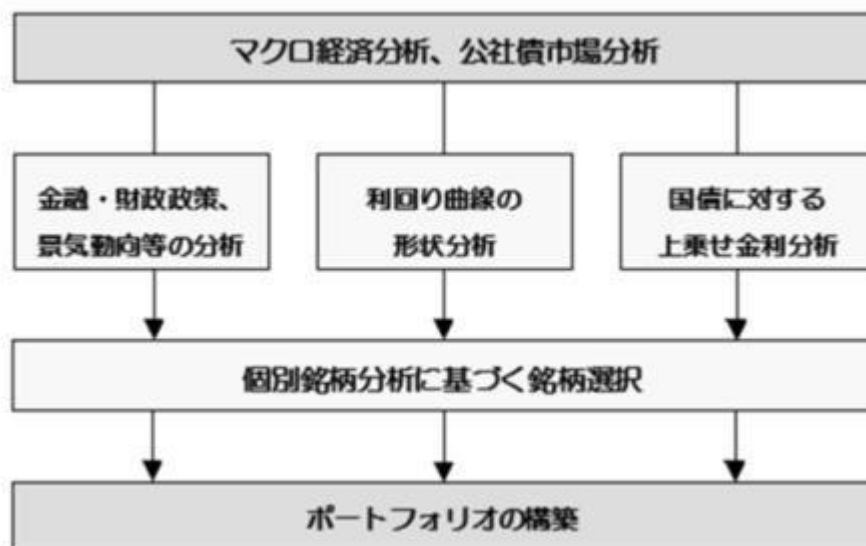 マクロ経済分析、公社債市場分析
金融・財政政策、
景気動向等の分析
利回り曲線の
形状分析
国債に対する
上乗せ金利分析
個別銘柄分析に基づく銘柄選択
ポートフォリオの構築